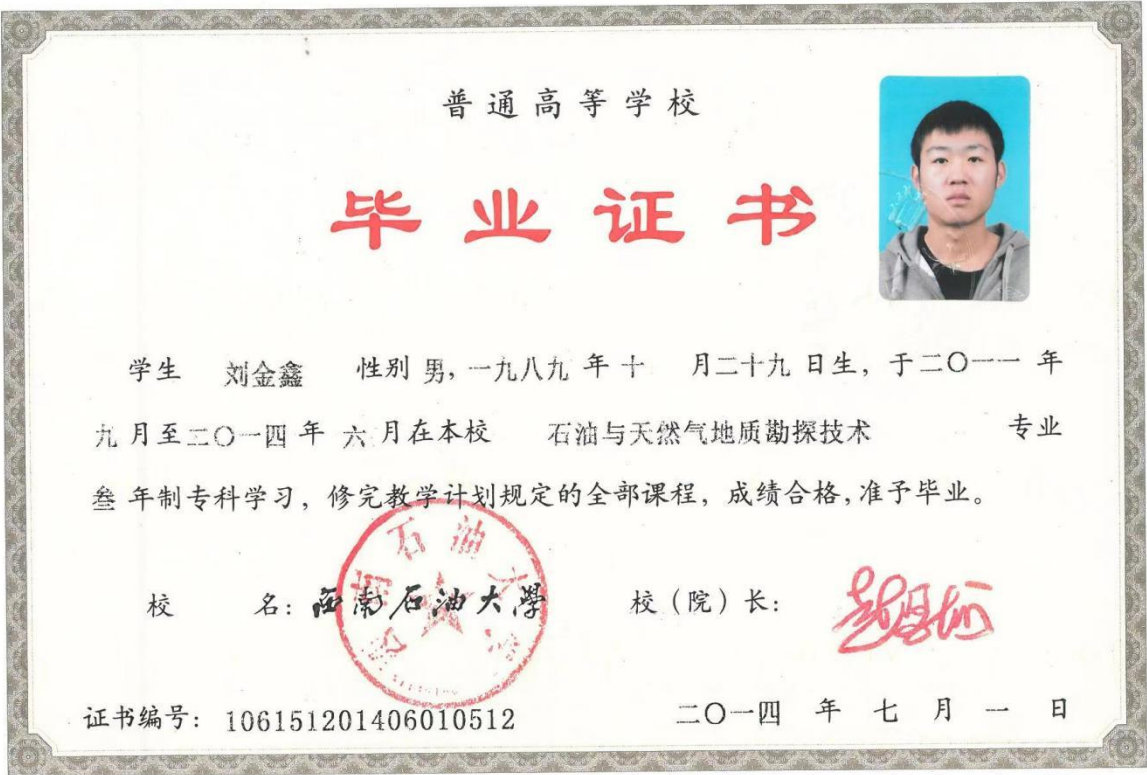 普通高等学校
毕业证书
学生 刘金鑫 性别 男，一九八九 年 十 月二十九 日生，于二〇一一 年
九 月至二〇一四 年 六 月在本校 石油与天然气地质勘探技术 专业
叁 年制专科学习，修完教学计划规定的全部课程，成绩合格，准予毕业。
校 名：西南石油大學 校（院）长：
证书编号：106151201406010512 二〇一四 年 七 月 一 日